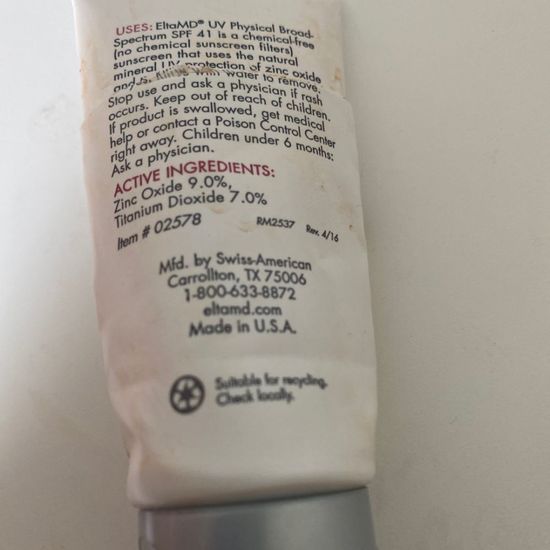 USES: EltaMD® UV Physical Broad-
Spectrum SPF 41 is a chemical-free
(no chemical sunscreen filters)
sunscreen that uses the natural
mineral UV protection of zinc oxide
with water to remove.
Stop use and ask a physician if rash
occurs. Keep out of reach of children.
If product is swallowed, get medical
help or contact a Poison Control Center
right away. Children under 6 months:
Ask a physician.
ACTIVE INGREDIENTS:
Zinc Oxide 9.0%,
Titanium Dioxide 7.0%
Item # 02578 RM2537 Rev. 4/16
Mfd. by Swiss-American
Carrollton, TX 75006
1-800-633-8872
eltamd.com
Made in U.S.A.
Suitable for recycling.
Check locally.